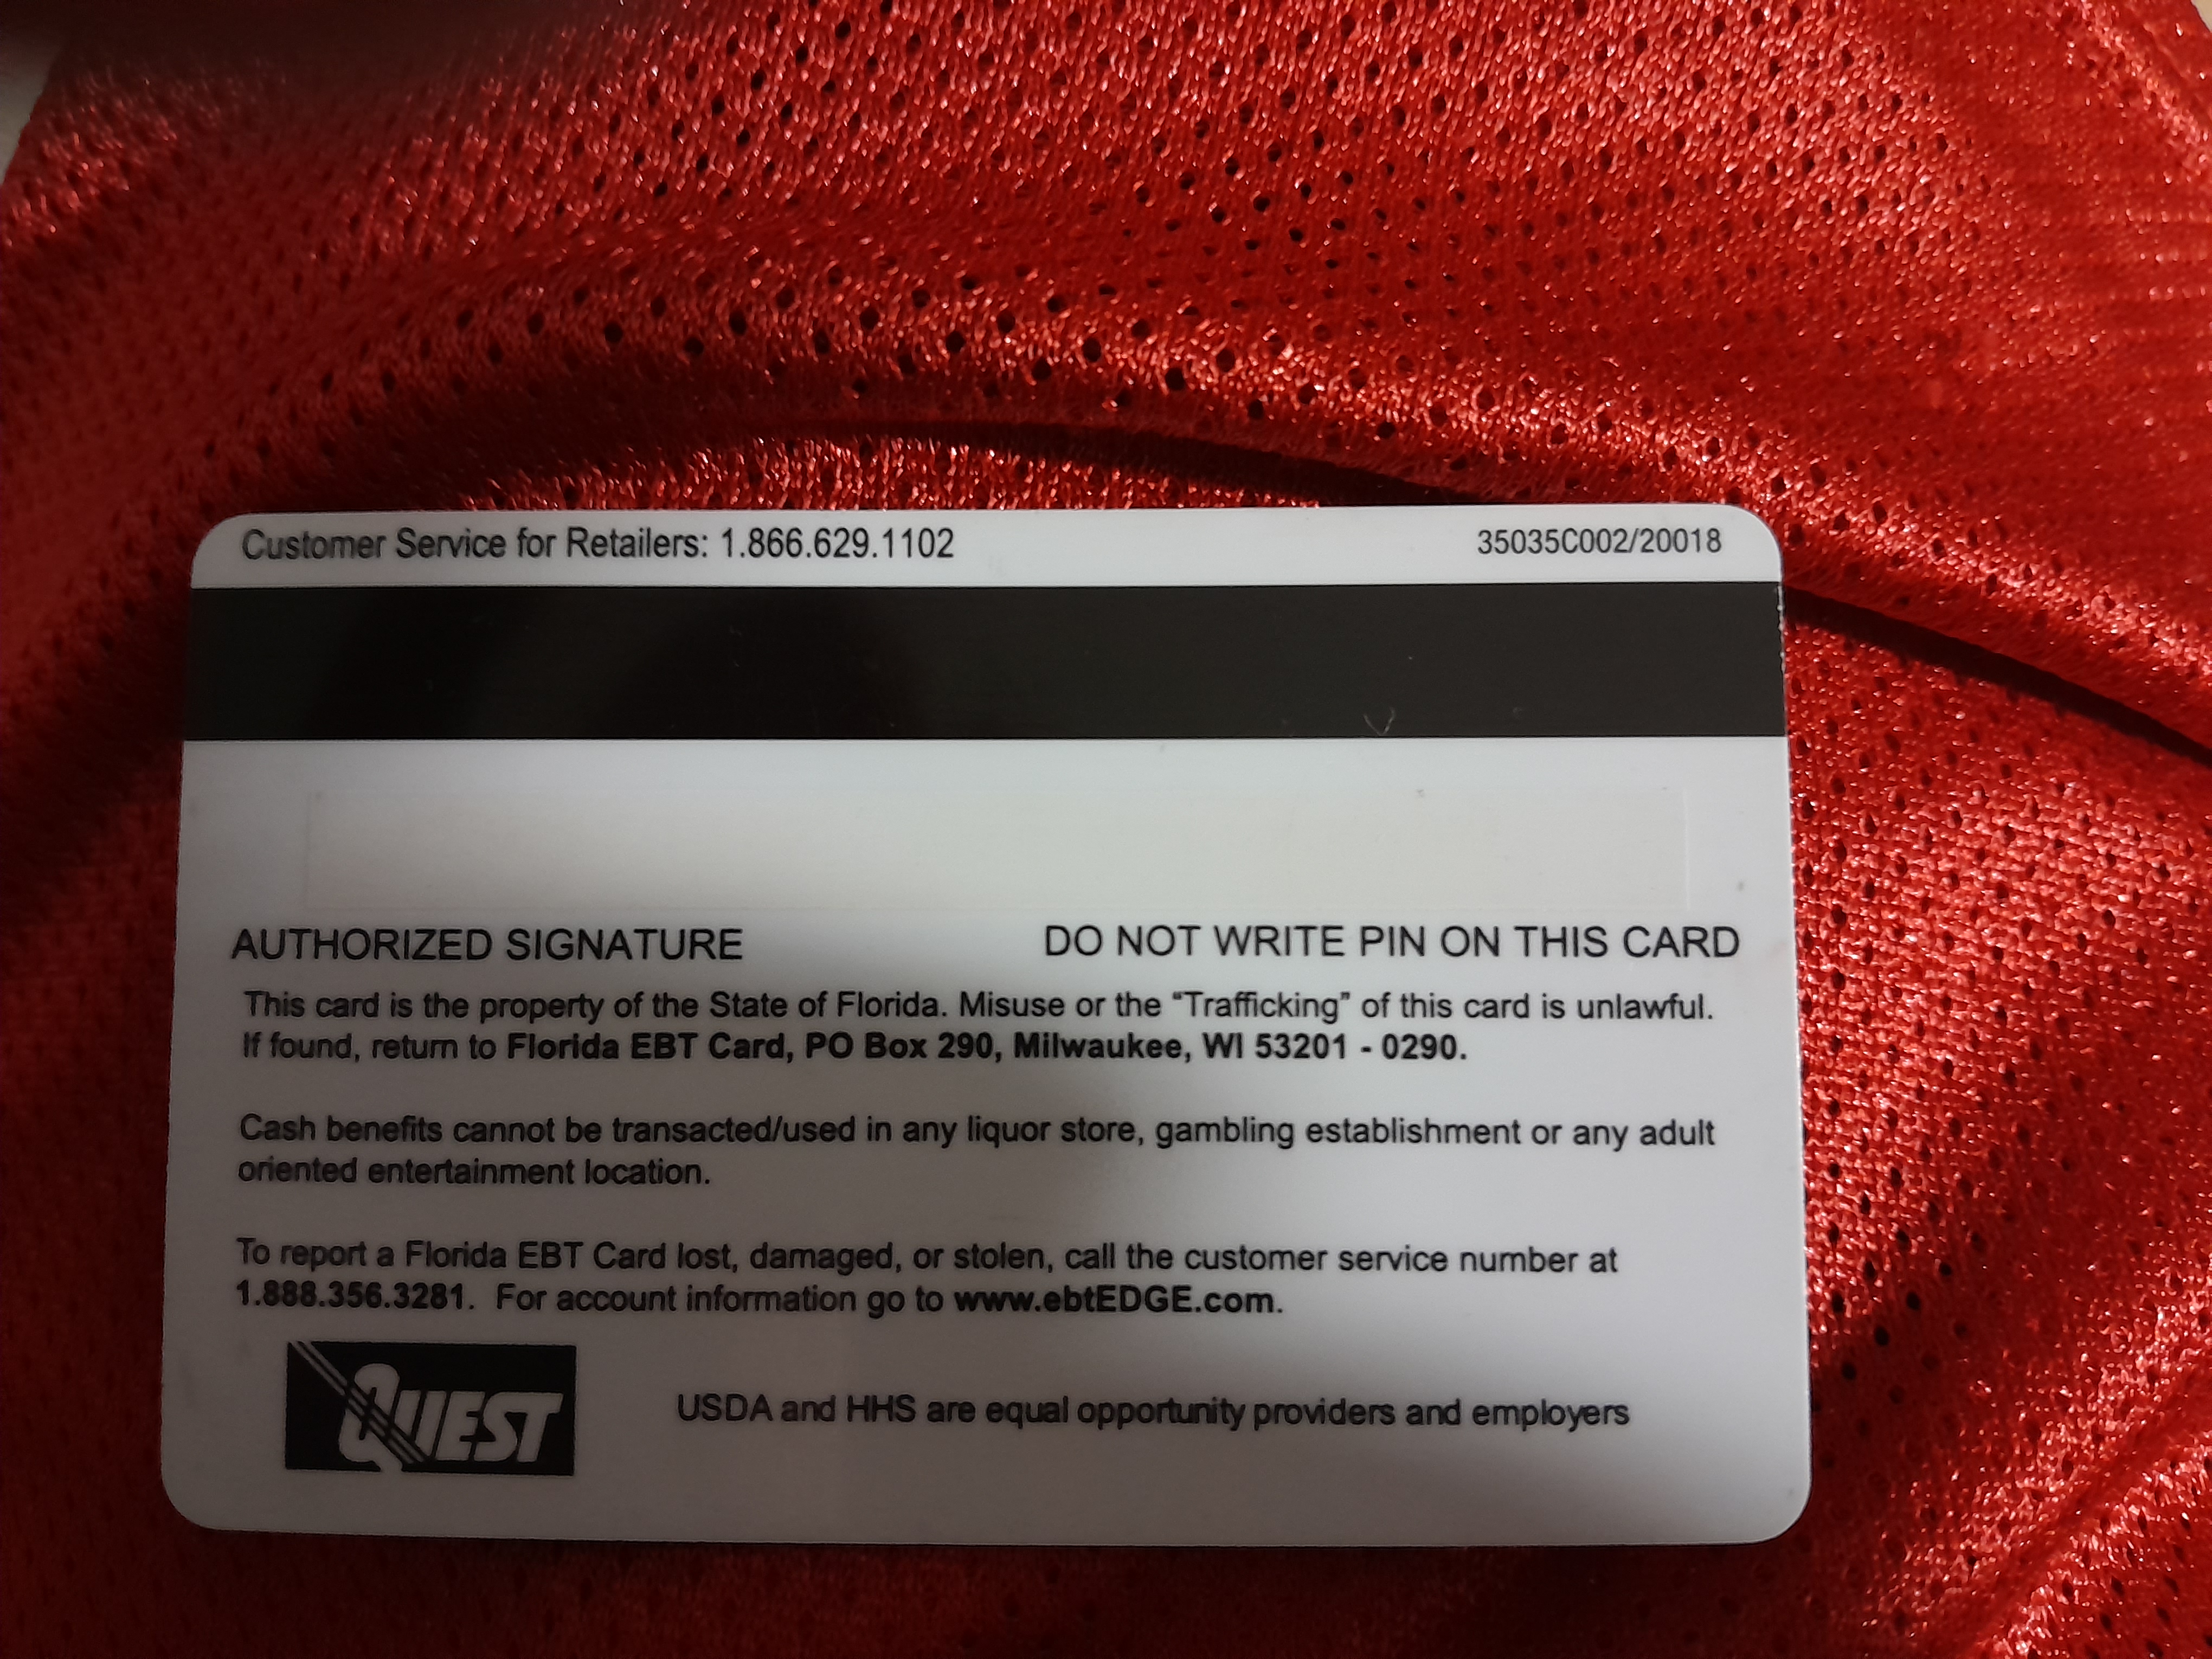 Customer Service for Retailers: 1.866.629.1102 35035C002/20018
AUTHORIZED SIGNATURE DO NOT WRITE PIN ON THIS CARD
This card is the property of the State of Florida. Misuse or the “Trafficking” of this card is unlawful.
If found, return to Florida EBT Card, PO Box 290, Milwaukee, WI 53201 - 0290.
Cash benefits cannot be transacted/used in any liquor store, gambling establishment or any adult
oriented entertainment location.
To report a Florida EBT Card lost, damaged, or stolen, call the customer service number at
1.888.356.3281. For account information go to www.ebtEDGE.com.
QUEST
USDA and HHS are equal opportunity providers and employers